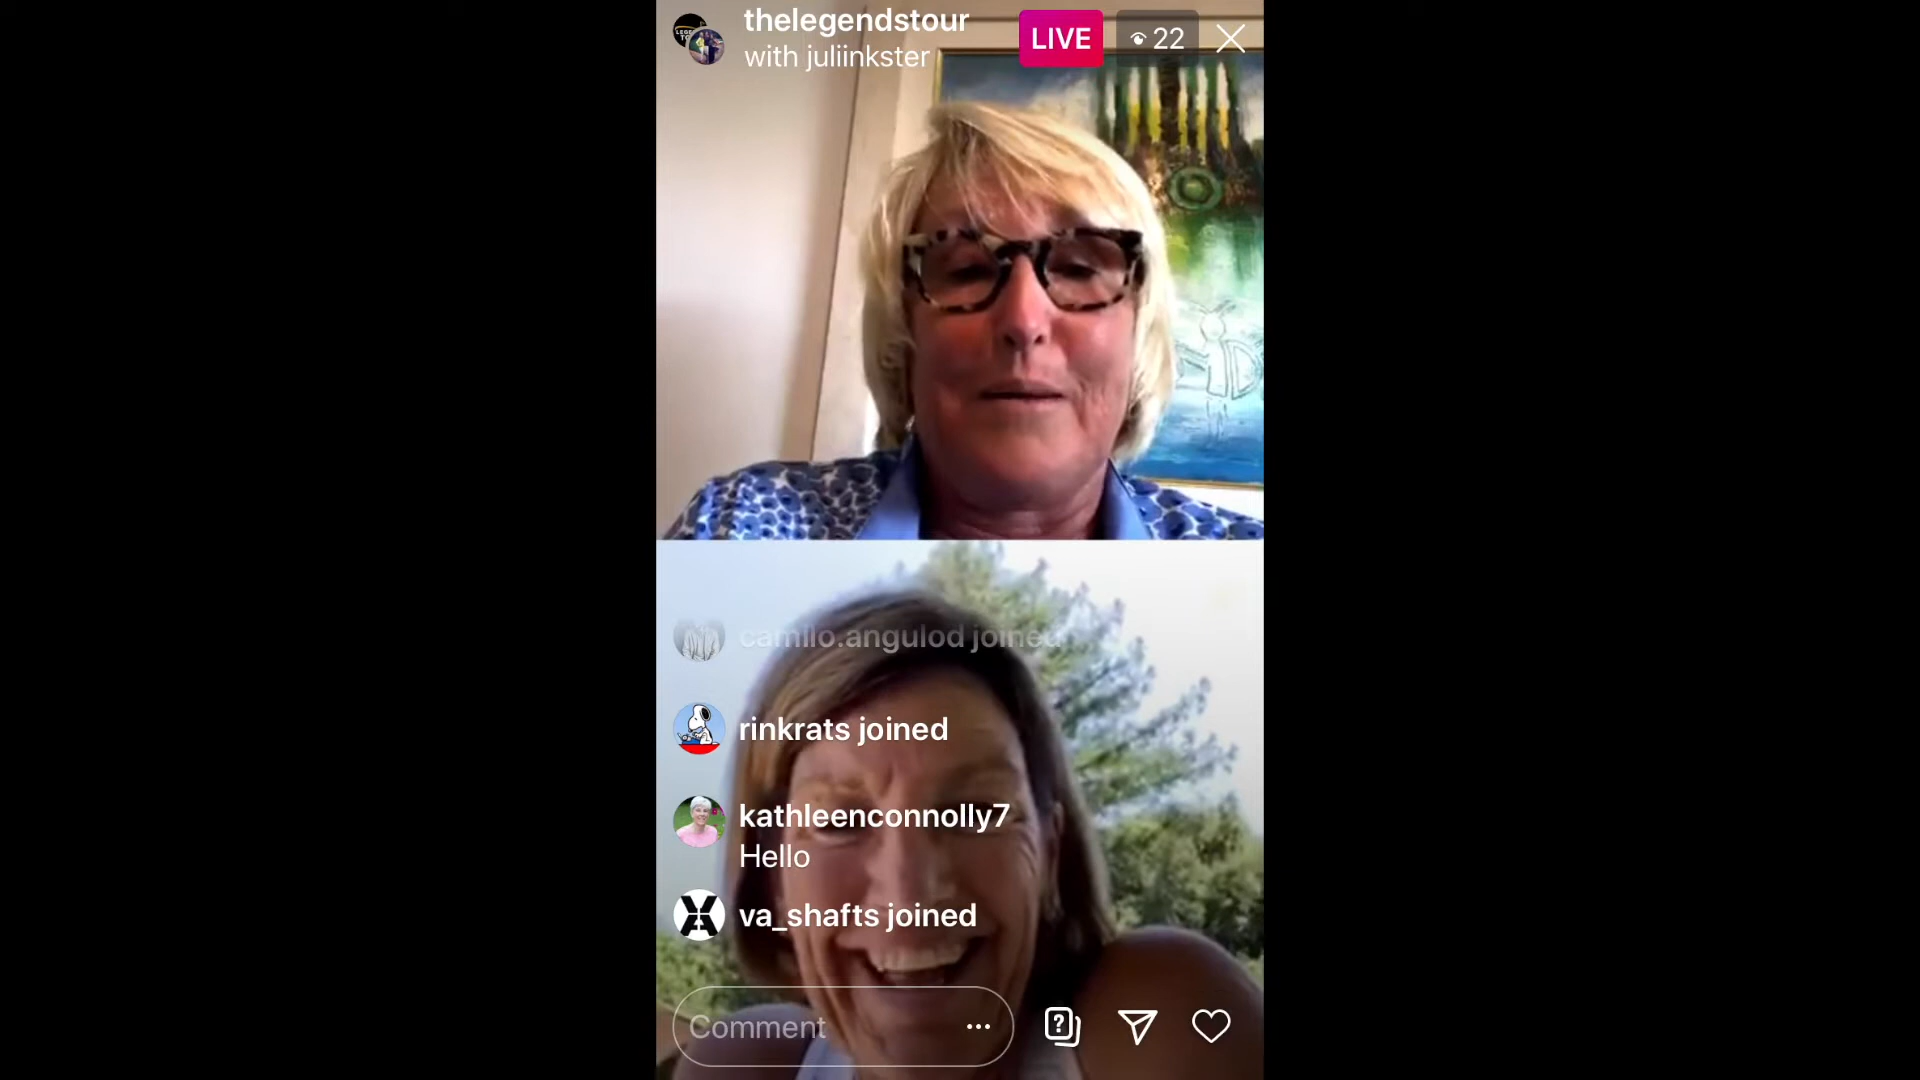 thelegendstour
with juliinkster
LIVE
22
camilo.angulod joined
rinkrats joined
kathleenconnolly7
Hello
va_shafts joined
Comment